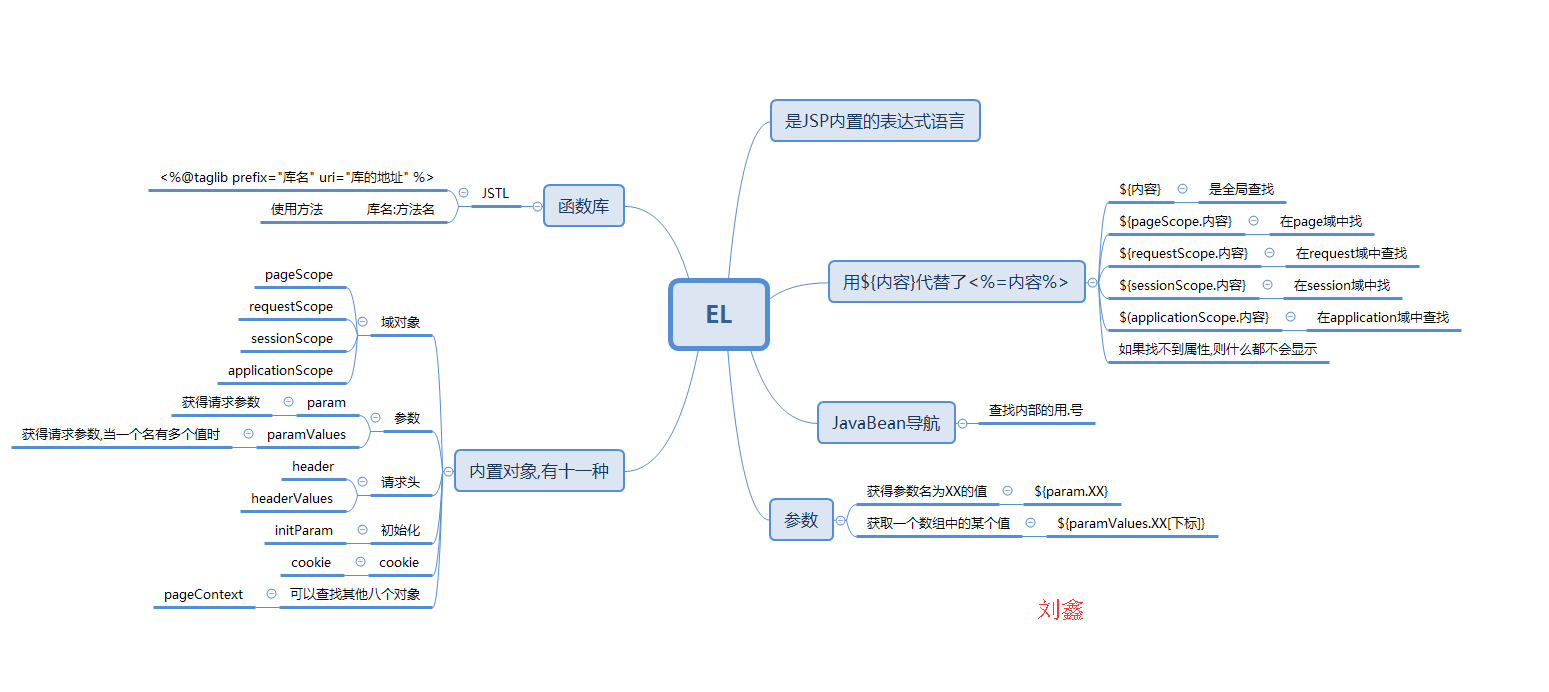 EL
是JSP内置的表达式语言
用${内容}代替了<%=内容%>
${内容} 是全局查找
${pageScope.内容} 在page域中找
${requestScope.内容} 在request域中查找
${sessionScope.内容} 在session域中找
$(applicationScope.内容} 在application域中查找
如果找不到属性,则什么都不会显示
JavaBean导航
查找内部的用.号
参数
获得参数名为XX的值 ${param.XX}
获取一个数组中的某个值 ${paramValues.XX[下标]}
函数库
JSTL
<%@taglib prefix="库名" uri="库的地址" %>
使用方法 库名:方法名
内置对象,有十一种
域对象
pageScope
requestScope
sessionScope
applicationScope
参数
获得请求参数 param
获得请求参数,当一个名有多个值时 paramValues
请求头
header
headerValues
initParam 初始化
cookie cookie
pageContext 可以查找其他八个对象
刘鑫